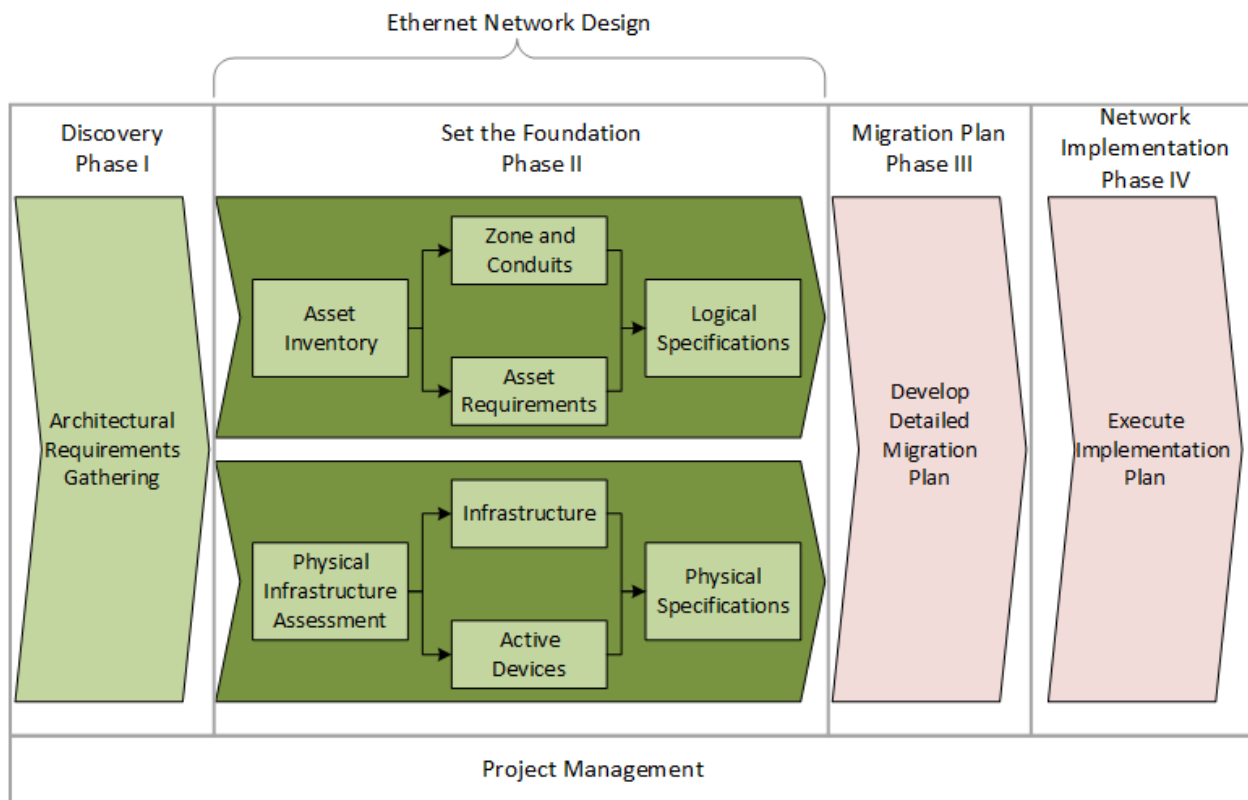 Ethernet Network Design
Discovery
Phase I
Set the Foundation
Phase II
Migration Plan
Phase III
Network
Implementation
Phase IV
Architectural
Requirements
Gathering
Asset
Inventory
Zone and
Conduits
Asset
Requirements
Logical
Specifications
Physical
Infrastructure
Assessment
Infrastructure
Active
Devices
Physical
Specifications
Develop
Detailed
Migration
Plan
Execute
Implementation
Plan
Project Management